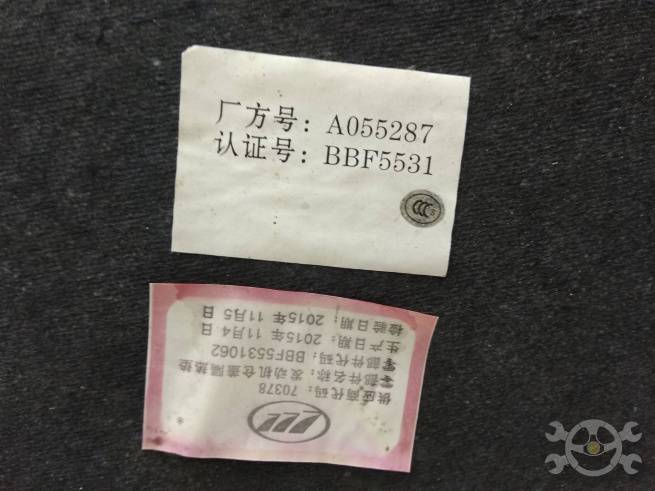 厂方号：A055287
认证号：BBF5531
供应商代码：70378
零部件名称：发动机仓盖隔热垫
零部件代码：BBF5531062
生产日期：2015年 11月4 日
检验日期：2015年 11月5 日